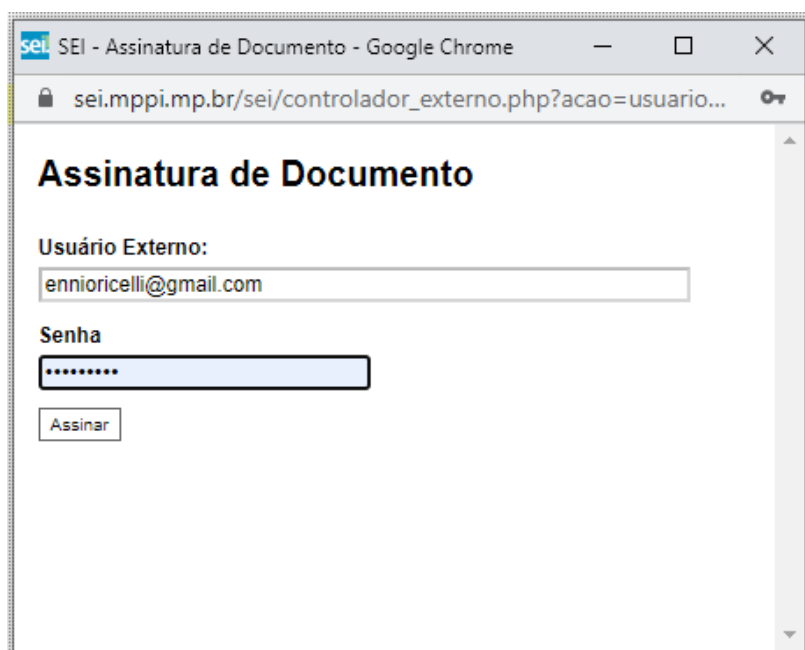 sei! SEI - Assinatura de Documento - Google Chrome
sei.mppi.mp.br/sei/controlador_externo.php?acao=usuario...
Assinatura de Documento
Usuário Externo:
ennioricelli@gmail.com
Senha
•••••••••
Assinar